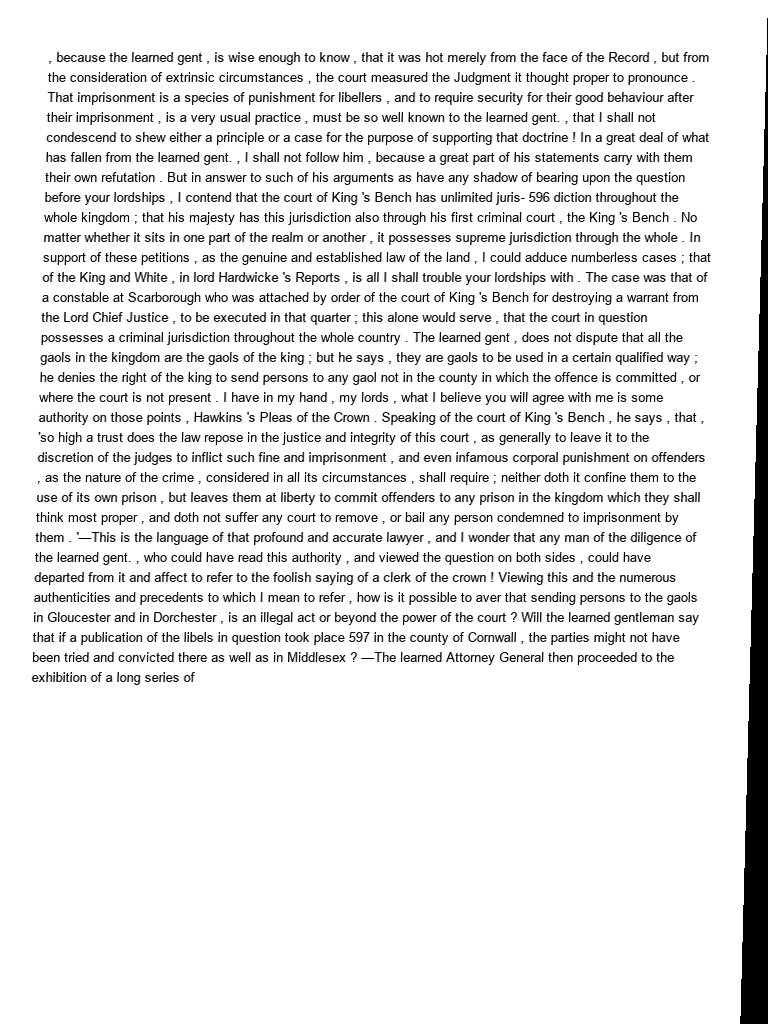 , because the learned gent , is wise enough to know , that it was hot merely from the face of the Record , but from
the consideration of extrinsic circumstances , the court measured the Judgment it thought proper to pronounce .
That imprisonment is a species of punishment for libellers , and to require security for their good behaviour after
their imprisonment , is a very usual practice , must be so well known to the learned gent. , that I shall not
condescend to shew either a principle or a case for the purpose of supporting that doctrine ! In a great deal of what
has fallen from the learned gent. , I shall not follow him , because a great part of his statements carry with them
their own refutation . But in answer to such of his arguments as have any shadow of bearing upon the question
before your lordships , I contend that the court of King 's Bench has unlimited juris- 596 diction throughout the
whole kingdom ; that his majesty has this jurisdiction also through his first criminal court , the King 's Bench . No
matter whether it sits in one part of the realm or another , it possesses supreme jurisdiction through the whole . In
support of these petitions , as the genuine and established law of the land , I could adduce numberless cases ; that
of the King and White , in lord Hardwicke 's Reports , is all I shall trouble your lordships with . The case was that of
a constable at Scarborough who was attached by order of the court of King 's Bench for destroying a warrant from
the Lord Chief Justice , to be executed in that quarter ; this alone would serve , that the court in question
possesses a criminal jurisdiction throughout the whole country . The learned gent , does not dispute that all the
gaols in the kingdom are the gaols of the king ; but he says , they are gaols to be used in a certain qualified way ;
he denies the right of the king to send persons to any gaol not in the county in which the offence is committed , or
where the court is not present . I have in my hand , my lords , what I believe you will agree with me is some
authority on those points , Hawkins 's Pleas of the Crown . Speaking of the court of King 's Bench , he says , that ,
'so high a trust does the law repose in the justice and integrity of this court , as generally to leave it to the
discretion of the judges to inflict such fine and imprisonment , and even infamous corporal punishment on offenders
, as the nature of the crime , considered in all its circumstances , shall require ; neither doth it confine them to the
use of its own prison , but leaves them at liberty to commit offenders to any prison in the kingdom which they shall
think most proper , and doth not suffer any court to remove , or bail any person condemned to imprisonment by
them . '—This is the language of that profound and accurate lawyer , and I wonder that any man of the diligence of
the learned gent. , who could have read this authority , and viewed the question on both sides , could have
departed from it and affect to refer to the foolish saying of a clerk of the crown ! Viewing this and the numerous
authenticities and precedents to which I mean to refer , how is it possible to aver that sending persons to the gaols
in Gloucester and in Dorchester , is an illegal act or beyond the power of the court ? Will the learned gentleman say
that if a publication of the libels in question took place 597 in the county of Cornwall , the parties might not have
been tried and convicted there as well as in Middlesex ? —The learned Attorney General then proceeded to the
exhibition of a long series of